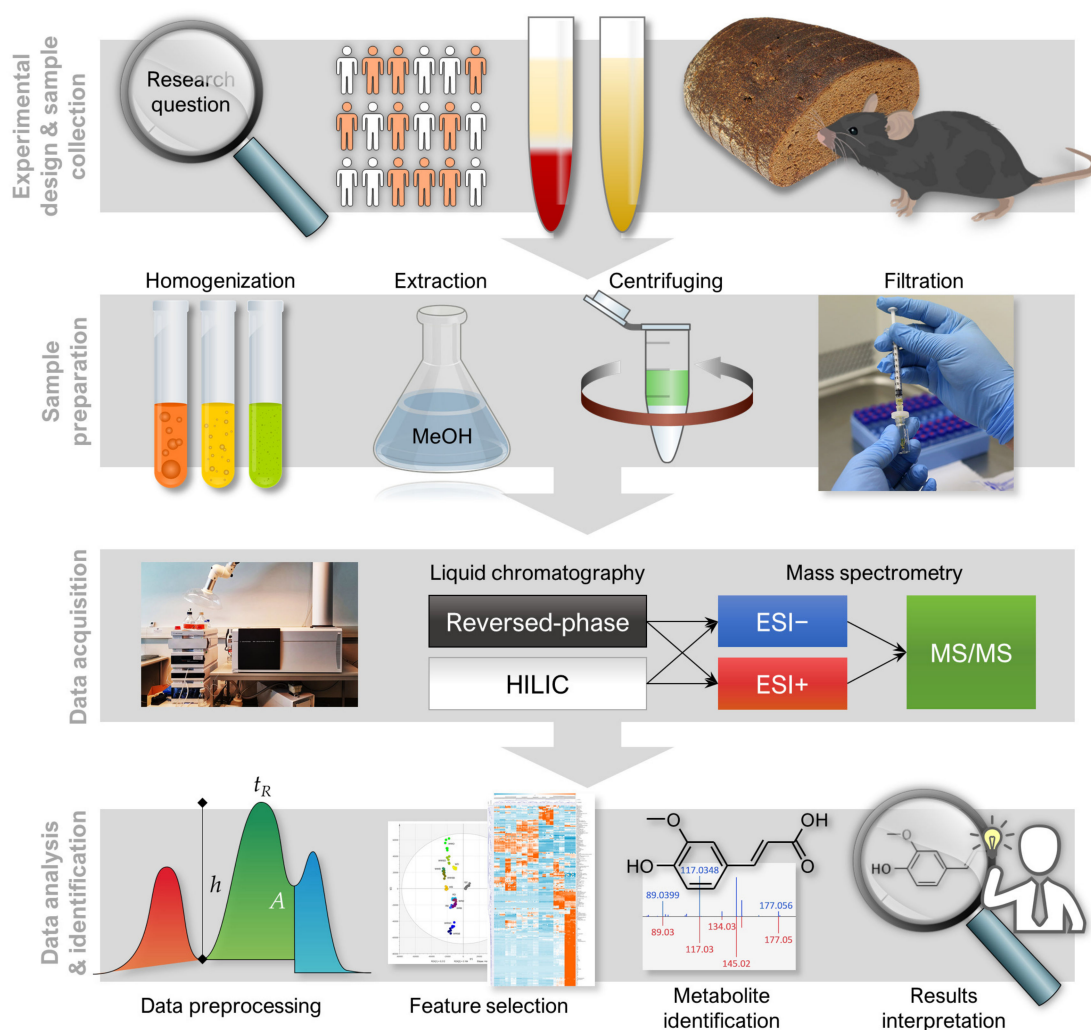 Experimental
design & sample
collection
Research
question
Sample
preparation
Homogenization
Extraction
Centrifuging
Filtration
MeOH
Data acquisition
Liquid chromatography
Mass spectrometry
Reversed-phase
ESI−
MS/MS
HILIC
ESI+
Data analysis
& identification
t_R
h
A
Data preprocessing
Feature selection
O
OH
HO
O
117.0348
89.0399
177.056
89.03
134.03
117.03
177.05
145.02
Metabolite
identification
O
HO
Results
interpretation